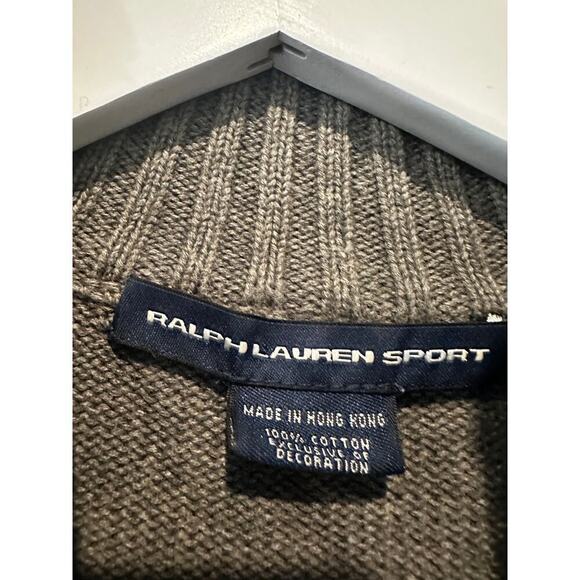 RALPH LAUREN SPORT
MADE IN HONG KONG
100% COTTON
EXCLUSIVE OF
DECORATION